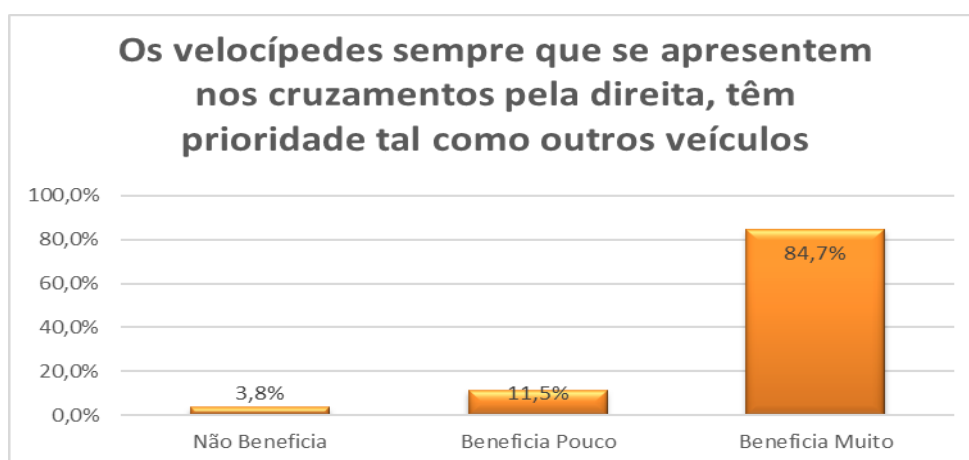 Os velocípedes sempre que se apresentem
nos cruzamentos pela direita, têm
prioridade tal como outros veículos
100,0%
80,0%
60,0%
40,0%
20,0%
0,0%
3,8%
11,5%
84,7%
Não Beneficia
Beneficia Pouco
Beneficia Muito